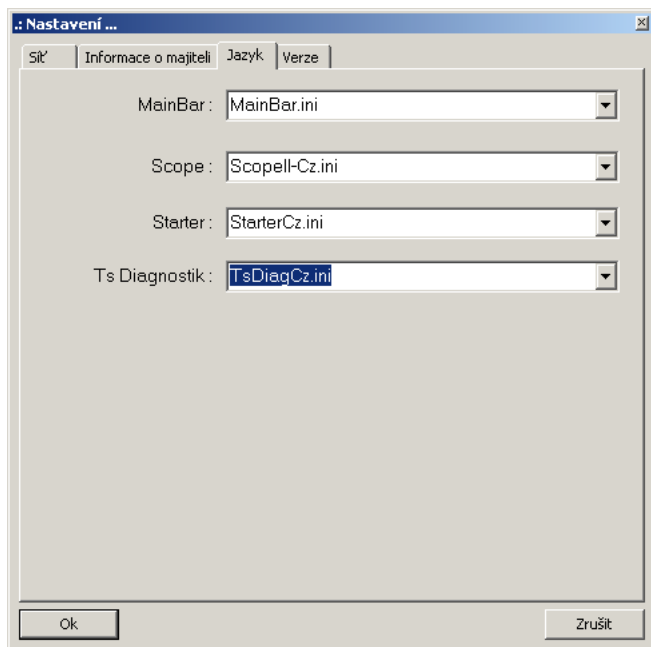 .: Nastavení ...
Síť Informace o majiteli Jazyk Verze
MainBar : MainBar.ini
Scope : ScopeII-Cz.ini
Starter : StarterCz.ini
Ts Diagnostik : TsDiagCz.ini
Ok Zrušit